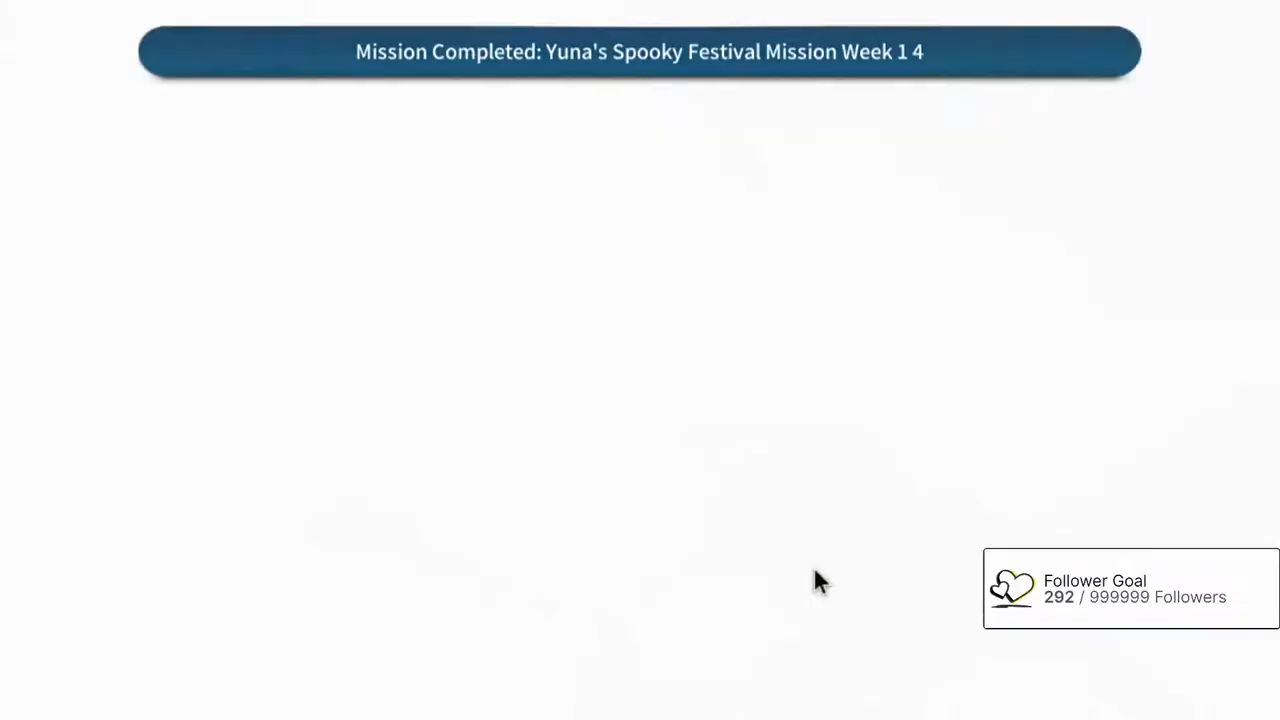 Mission Completed: Yuna's Spooky Festival Mission Week 1 4
Follower Goal
292 / 999999 Followers